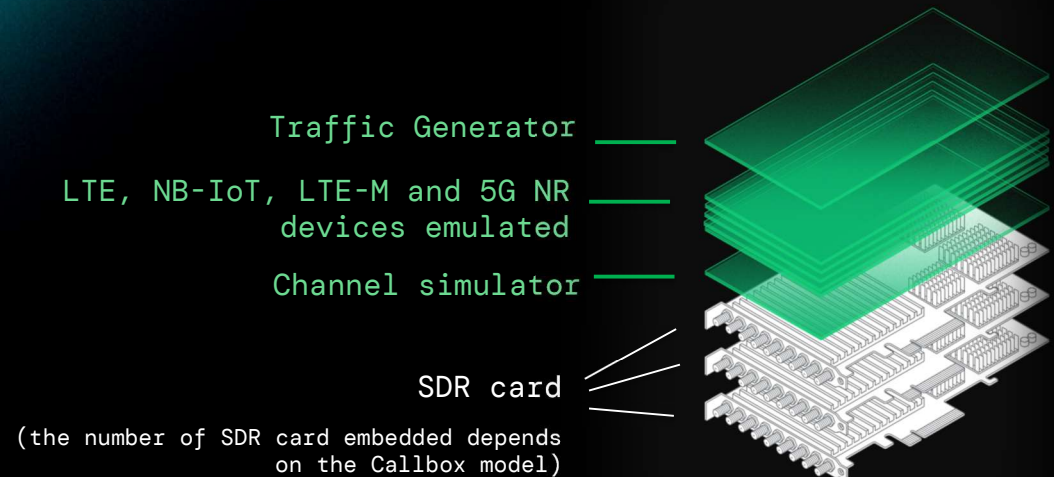 Traffic Generator
LTE, NB-IoT, LTE-M and 5G NR
devices emulated
Channel simulator
SDR card
(the number of SDR card embedded depends
on the Callbox model)